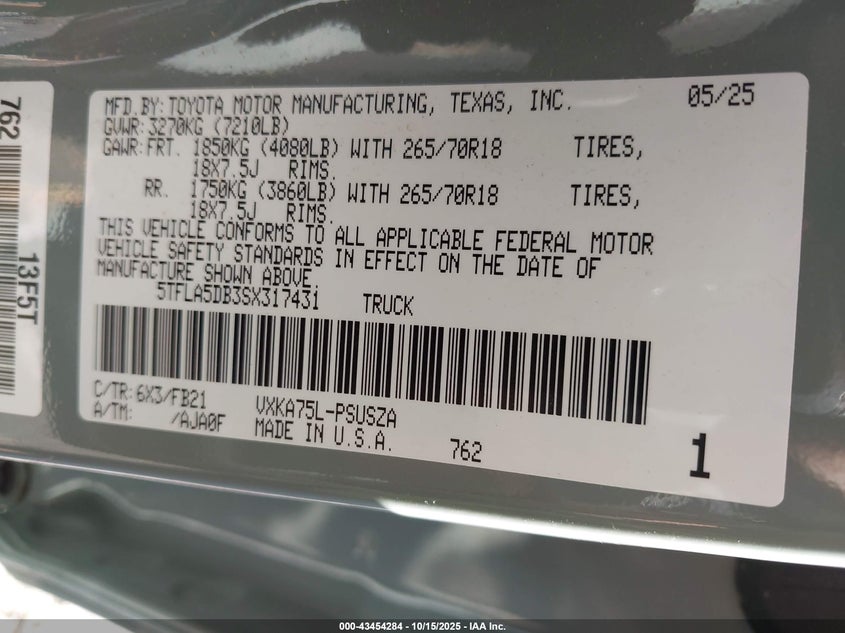 MFD.BY: TOYOTA MOTOR MANUFACTURING, TEXAS, INC. 05/25
GVWR: 3270KG (7210LB)
GAWR: FRT. 1850KG (4080LB) WITH 265/70R18 TIRES,
18X7.5J RIMS.
RR. 1750KG (3860LB) WITH 265/70R18 TIRES,
18X7.5J RIMS.
THIS VEHICLE CONFORMS TO ALL APPLICABLE FEDERAL MOTOR
VEHICLE SAFETY STANDARDS IN EFFECT ON THE DATE OF
MANUFACTURE SHOWN ABOVE.
5TFLA5DB3SX317431 TRUCK
C/TR: 6X3/FB21 VXKA75L-PSUSZA
A/TM: /AJA0F MADE IN U.S.A. 762 1
762
13F5T
000-43454284 - 10/15/2025 - IAA Inc.